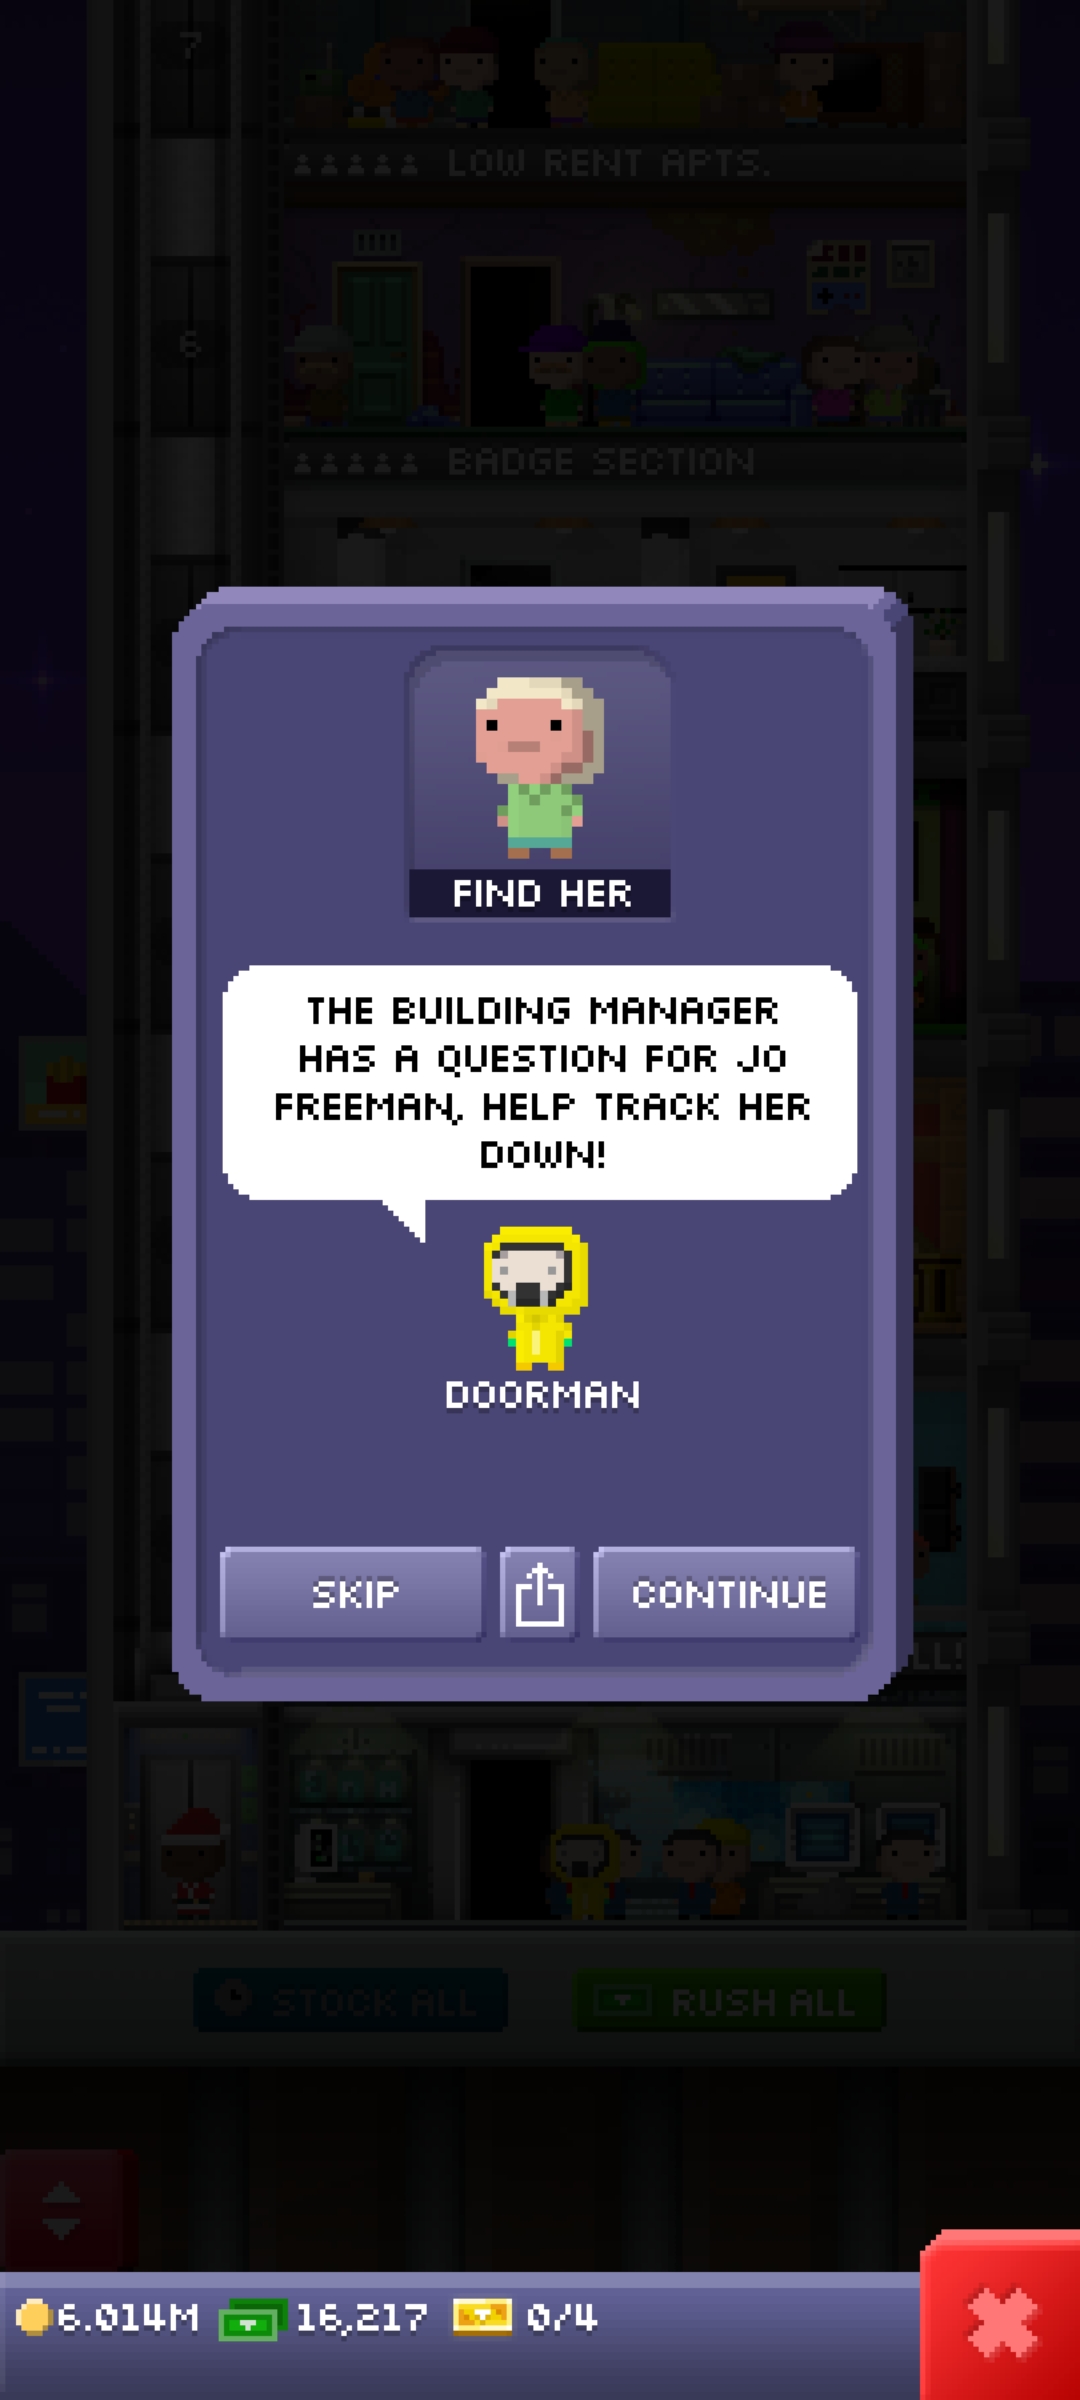 7
LOW RENT APTS.
6
BADGE SECTION
FIND HER
THE BUILDING MANAGER
HAS A QUESTION FOR JO
FREEMAN, HELP TRACK HER
DOWN!
DOORMAN
SKIP
CONTINUE
LL!
STOCK ALL
RUSH ALL
6.014M
16,217
0/4